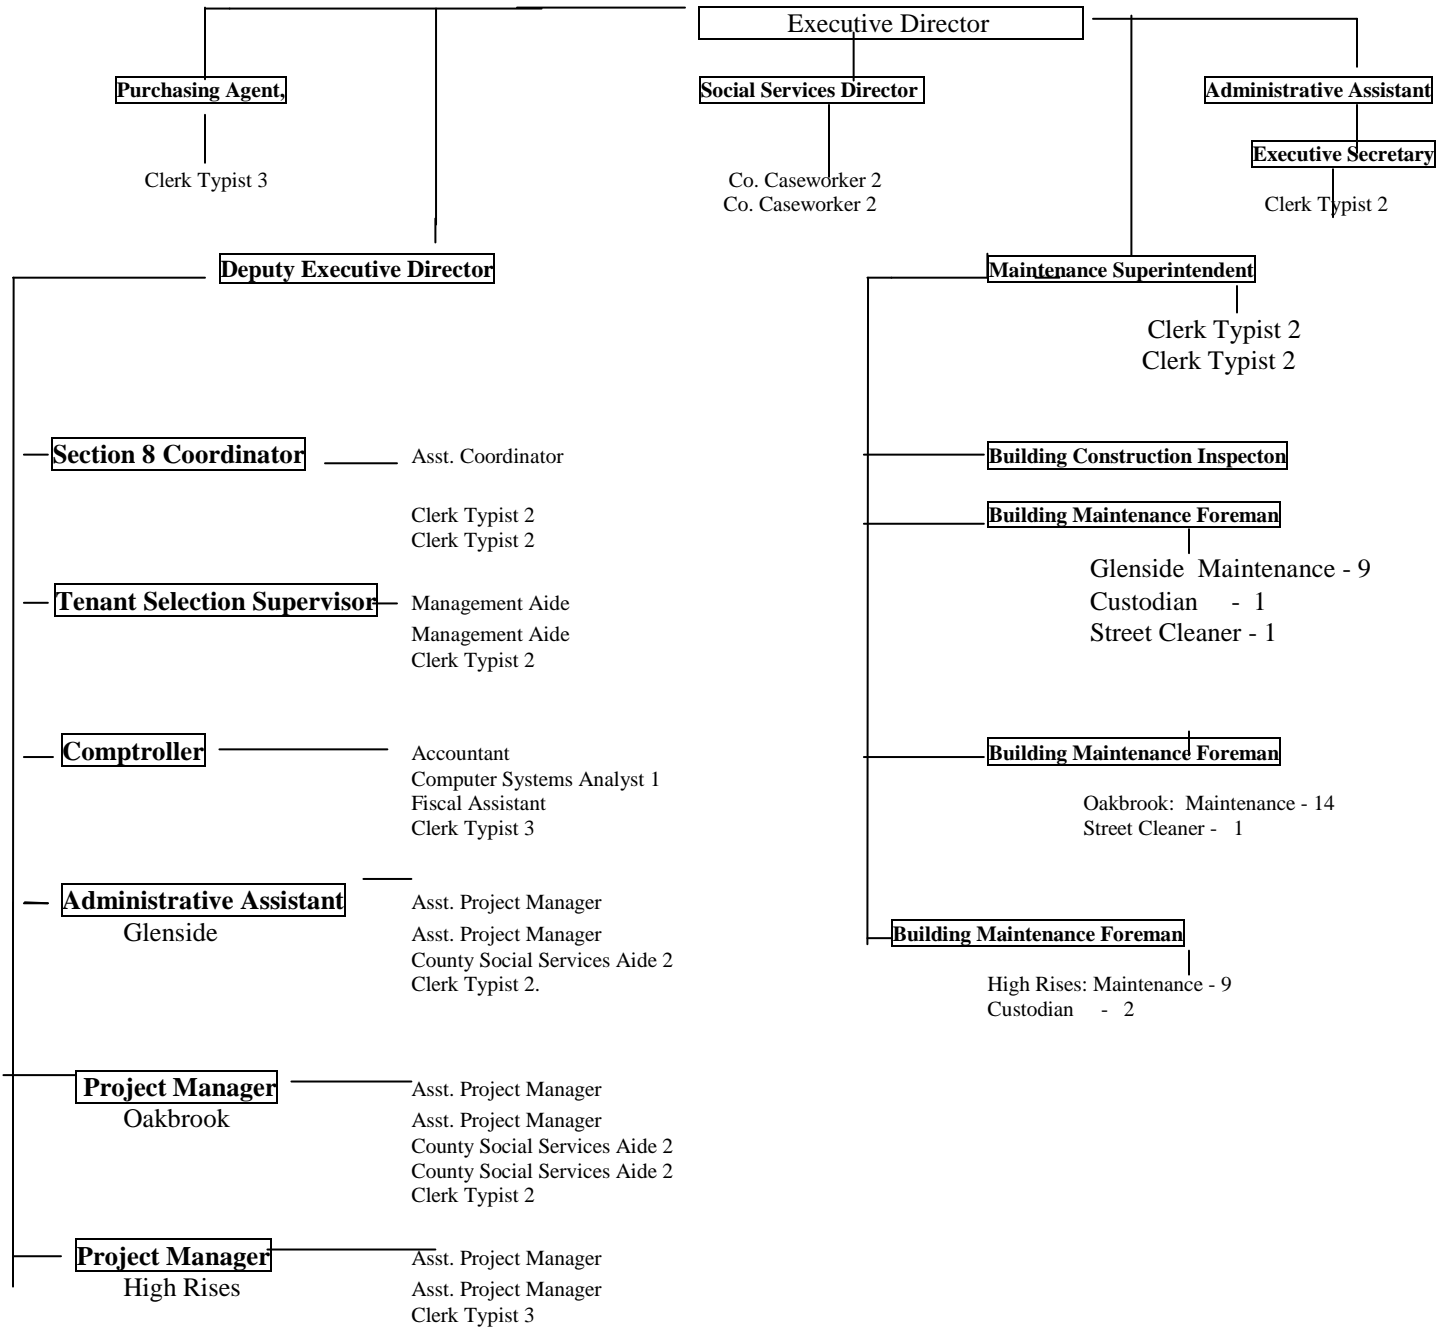 Executive Director
Purchasing Agent,
Social Services Director
Administrative Assistant
Executive Secretary
Clerk Typist 3
Co. Caseworker 2
Co. Caseworker 2
Clerk Typist 2
Deputy Executive Director
Maintenance Superintendent
Clerk Typist 2
Clerk Typist 2
Section 8 Coordinator
Asst. Coordinator
Clerk Typist 2
Clerk Typist 2
Tenant Selection Supervisor
Management Aide
Management Aide
Clerk Typist 2
Comptroller
Accountant
Computer Systems Analyst 1
Fiscal Assistant
Clerk Typist 3
Administrative Assistant
Glenside
Asst. Project Manager
Asst. Project Manager
County Social Services Aide 2
Clerk Typist 2.
Project Manager
Oakbrook
Asst. Project Manager
Asst. Project Manager
County Social Services Aide 2
County Social Services Aide 2
Clerk Typist 2
Project Manager
High Rises
Asst. Project Manager
Asst. Project Manager
Clerk Typist 3
Building Construction Inspecton
Building Maintenance Foreman
Glenside Maintenance - 9
Custodian - 1
Street Cleaner - 1
Building Maintenance Foreman
Oakbrook: Maintenance - 14
Street Cleaner - 1
Building Maintenance Foreman
High Rises: Maintenance - 9
Custodian - 2